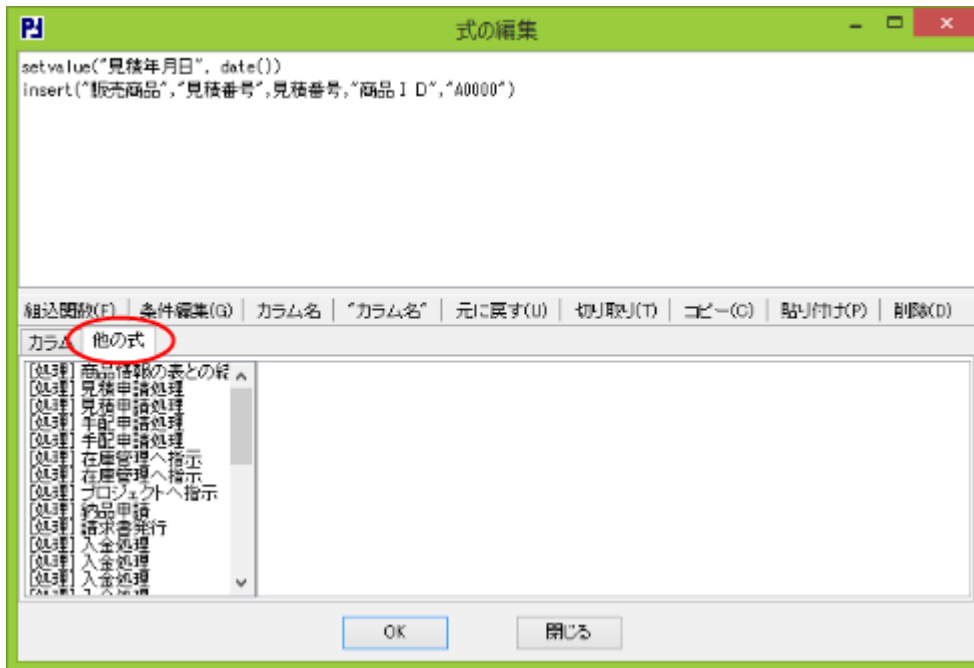 式の編集
setvalue("見積年月日", date())
insert("販売商品","見積番号",見積番号,"商品ＩＤ","A0000")
組込関数(F) 条件編集(G) カラム名 "カラム名" 元に戻す(U) 切り取り(T) コピー(C) 貼り付け(P) 削除(D)
カラム 他の式
[処理] 商品情報の表との結
[処理] 見積申請処理
[処理] 見積申請処理
[処理] 手配申請処理
[処理] 手配申請処理
[処理] 在庫管理へ指示
[処理] 在庫管理へ指示
[処理] プロジェクトへ指示
[処理] 納品申請
[処理] 請求書発行
[処理] 入金処理
[処理] 入金処理
[処理] 入金処理
OK 閉じる